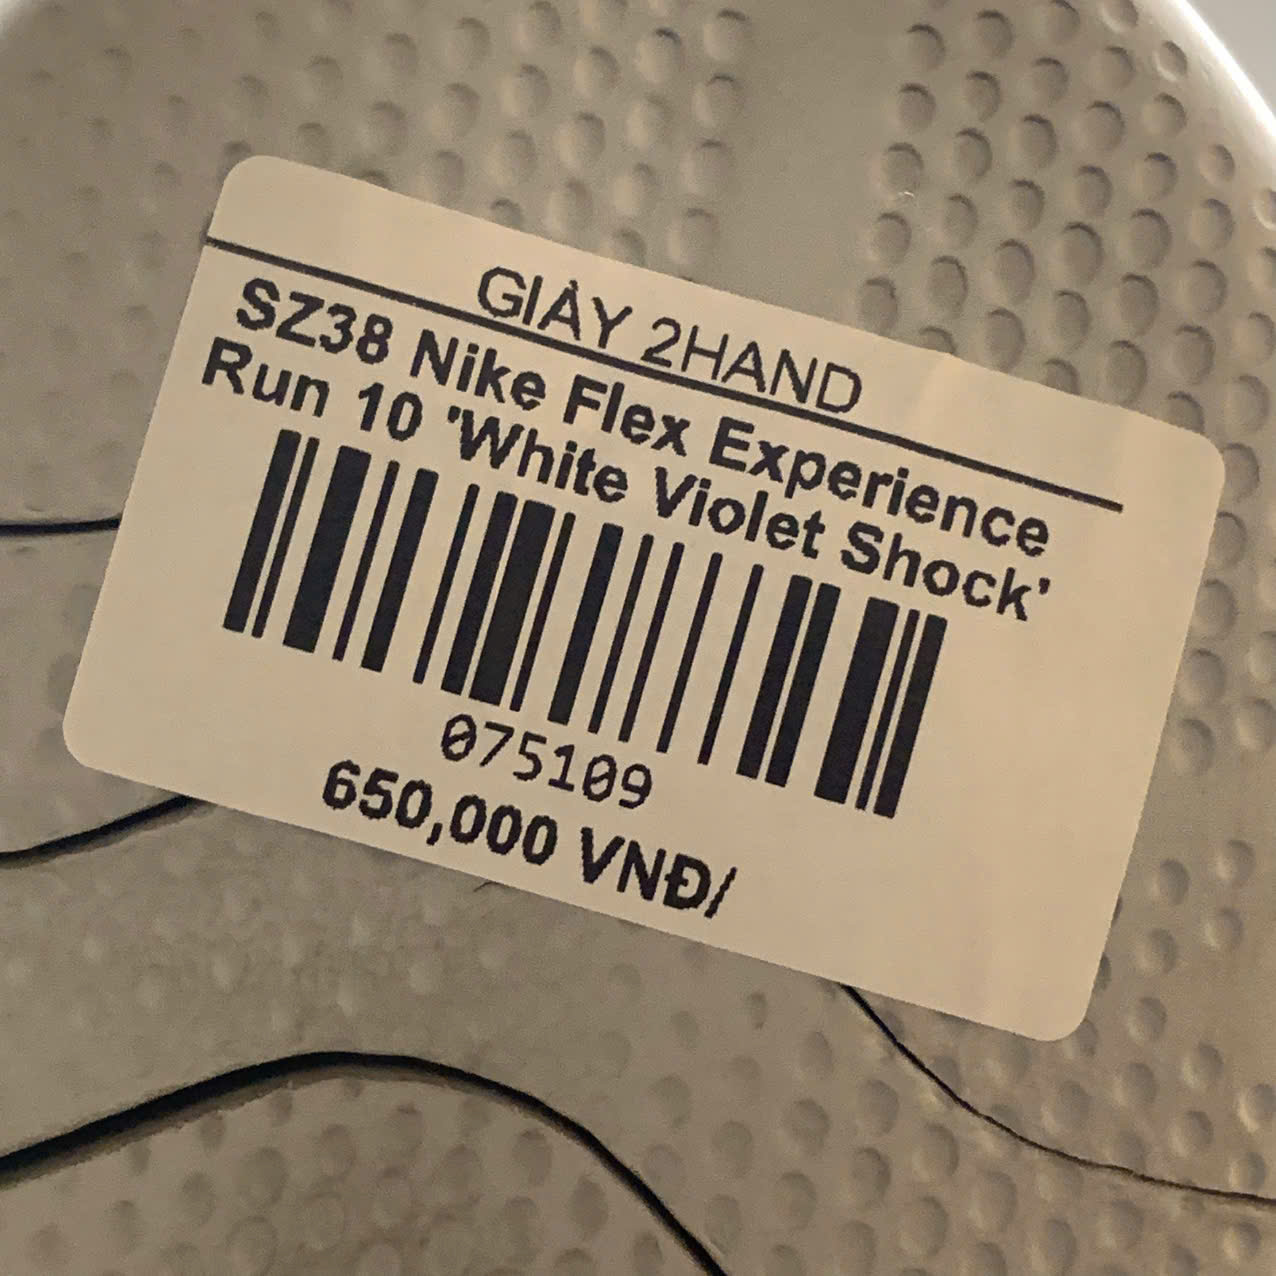 GIÀY 2HAND
SZ38 Nike Flex Experience
Run 10 'White Violet Shock'
075109
650,000 VNĐ/